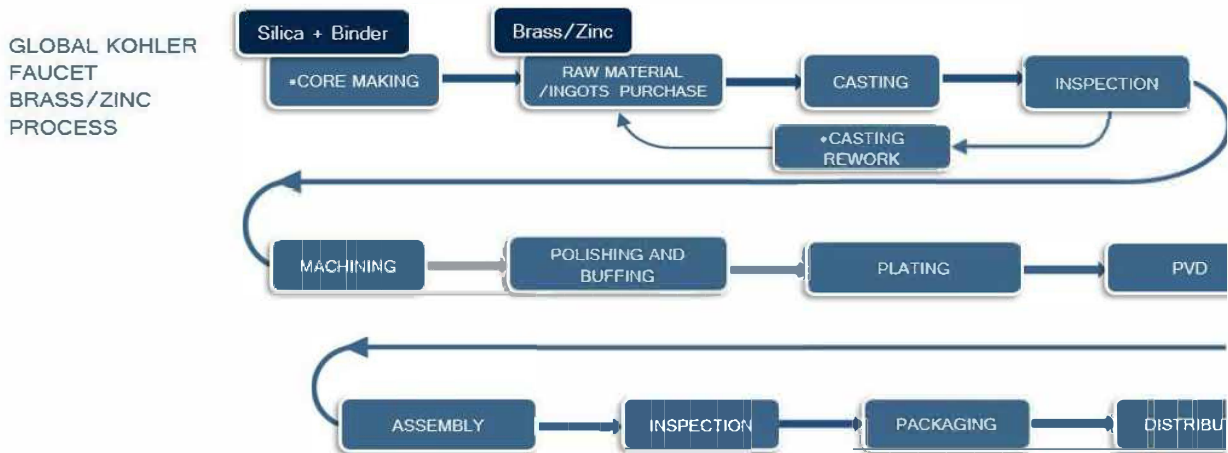 GLOBAL KOHLER
FAUCET
BRASS/ZINC
PROCESS
Silica + Binder
•CORE MAKING
Brass/Zinc
RAW MATERIAL
/INGOTS PURCHASE
CASTING
INSPECTION
•CASTING
REWORK
MACHINING
POLISHING AND
BUFFING
PLATING
PVD
ASSEMBLY
INSPECTION
PACKAGING
DISTRIBUT